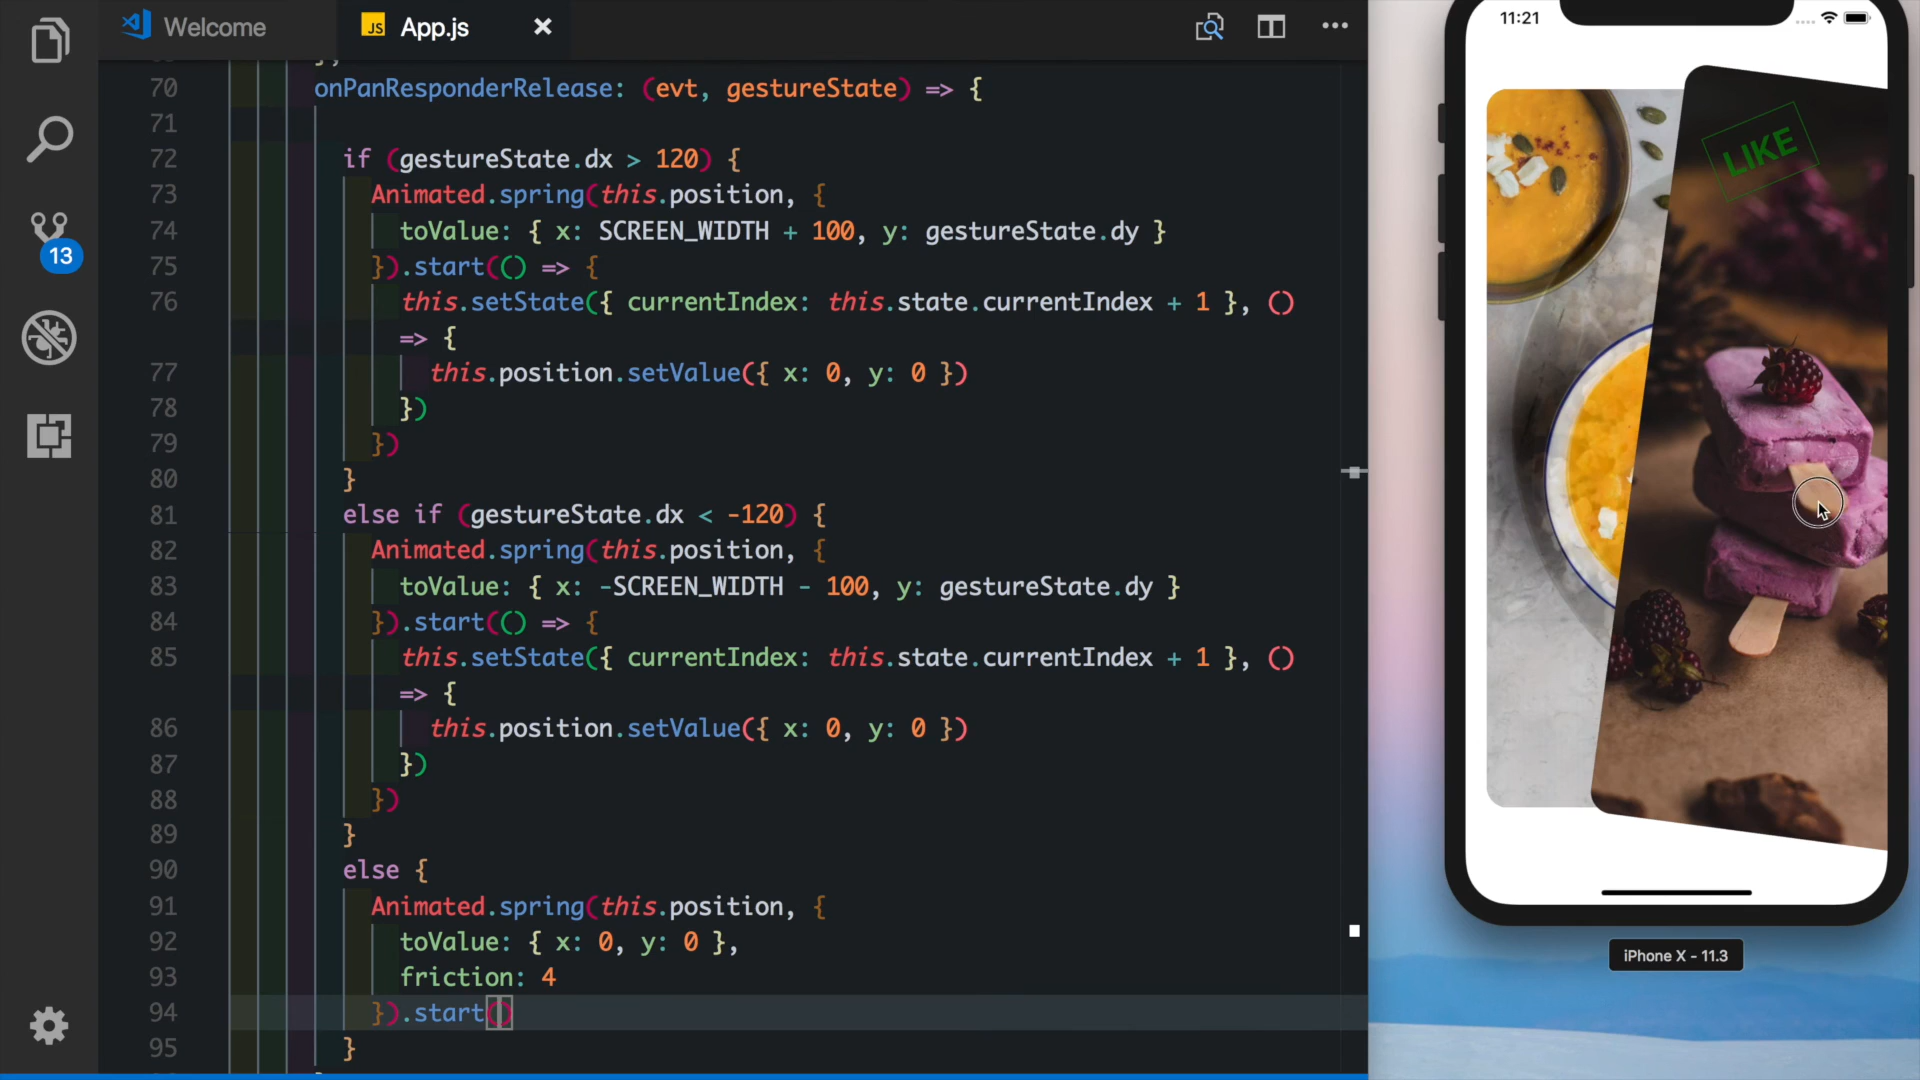 Welcome
JS App.js
70 onPanResponderRelease: (evt, gestureState) => {
71
72 if (gestureState.dx > 120) {
73 Animated.spring(this.position, {
74 toValue: { x: SCREEN_WIDTH + 100, y: gestureState.dy }
75 }).start(() => {
76 this.setState({ currentIndex: this.state.currentIndex + 1 }, ()
=> {
77 this.position.setValue({ x: 0, y: 0 })
78 })
79 })
80 }
81 else if (gestureState.dx < -120) {
82 Animated.spring(this.position, {
83 toValue: { x: -SCREEN_WIDTH - 100, y: gestureState.dy }
84 }).start(() => {
85 this.setState({ currentIndex: this.state.currentIndex + 1 }, ()
=> {
86 this.position.setValue({ x: 0, y: 0 })
87 })
88 })
89 }
90 else {
91 Animated.spring(this.position, {
92 toValue: { x: 0, y: 0 },
93 friction: 4
94 }).start()
95 }
13
11:21
LIKE
iPhone X - 11.3